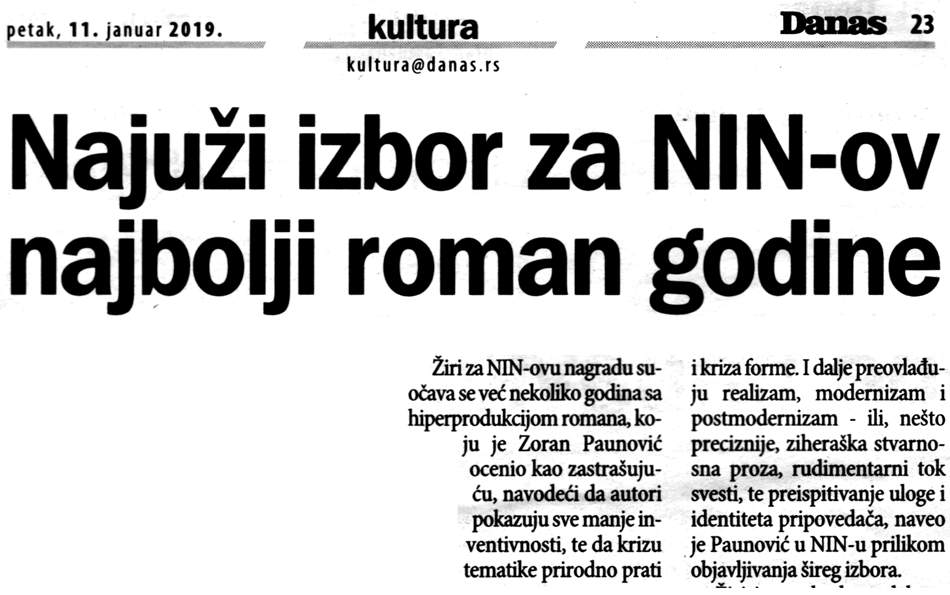 petak, 11. januar 2019.
kultura
Danas 23
kultura@danas.rs
Najuži izbor za NIN-ov
najbolji roman godine
Žiri za NIN-ovu nagradu su-
očava se već nekoliko godina sa
hiperprodukcijom romana, ko-
ju je Zoran Paunović
ocenio kao zastrašuju-
ću, navodeći da autori
pokazuju sve manje in-
ventivnosti, te da krizu
tematike prirodno prati
i kriza forme. I dalje preovlađu-
ju realizam, modernizam i
postmodernizam - ili, nešto
preciznije, ziheraška stvarno-
sna proza, rudimentarni tok
svesti, te preispitivanje uloge i
identiteta pripovedača, naveo
je Paunović u NIN-u prilikom
objavljivanja šireg izbora.